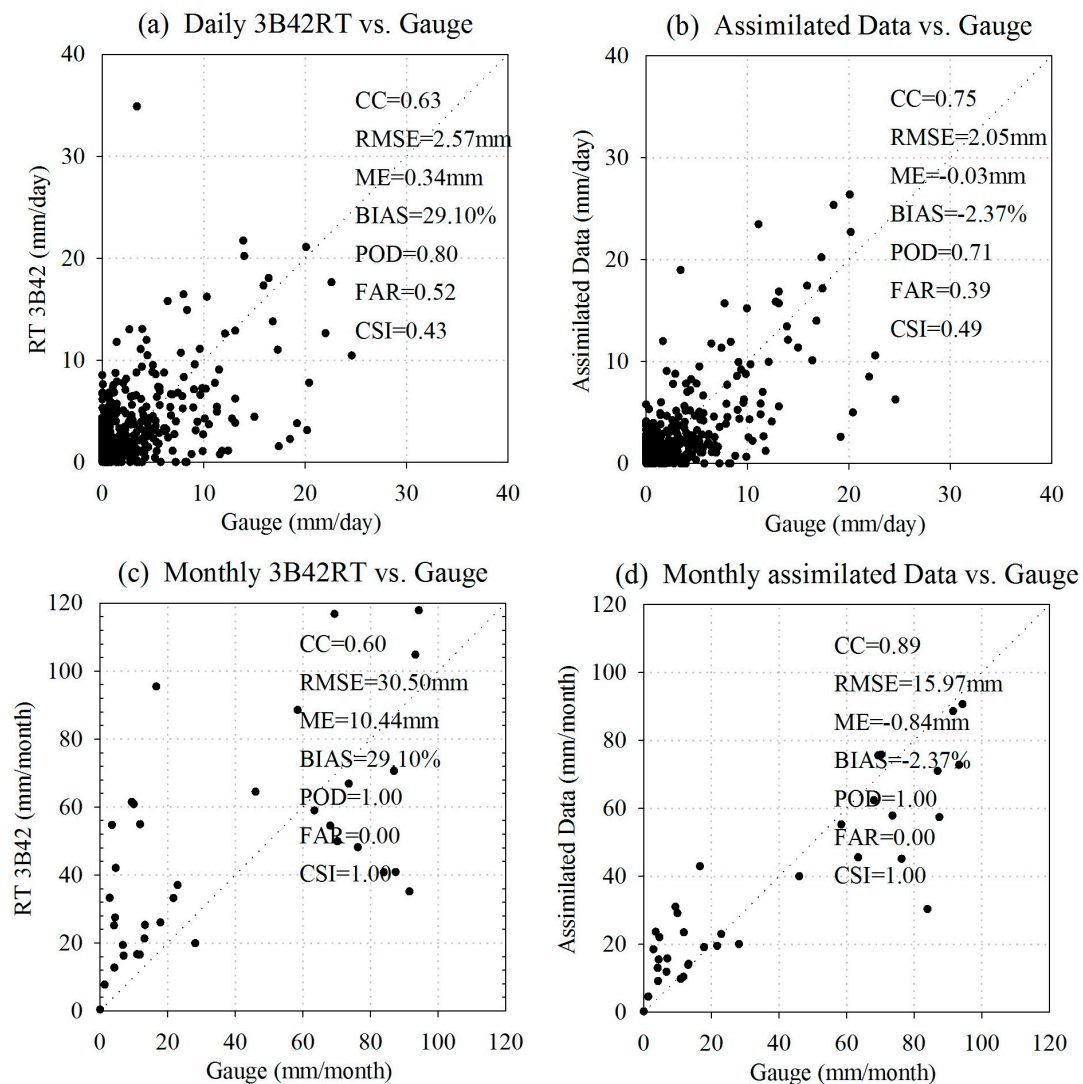 (a) Daily 3B42RT vs. Gauge
40
30
20
10
0
RT 3B42 (mm/day)
CC=0.63
RMSE=2.57mm
ME=0.34mm
BIAS=29.10%
POD=0.80
FAR=0.52
CSI=0.43
0 10 20 30 40
Gauge (mm/day)
(b) Assimilated Data vs. Gauge
40
30
20
10
0
Assimilated Data (mm/day)
CC=0.75
RMSE=2.05mm
ME=-0.03mm
BIAS=-2.37%
POD=0.71
FAR=0.39
CSI=0.49
0 10 20 30 40
Gauge (mm/day)
(c) Monthly 3B42RT vs. Gauge
120
100
80
60
40
20
0
RT 3B42 (mm/month)
CC=0.60
RMSE=30.50mm
ME=10.44mm
BIAS=29.10%
POD=1.00
FAR=0.00
CSI=1.00
0 20 40 60 80 100 120
Gauge (mm/month)
(d) Monthly assimilated Data vs. Gauge
120
100
80
60
40
20
0
Assimilated Data (mm/month)
CC=0.89
RMSE=15.97mm
ME=-0.84mm
BIAS=-2.37%
POD=1.00
FAR=0.00
CSI=1.00
0 20 40 60 80 100 120
Gauge (mm/month)